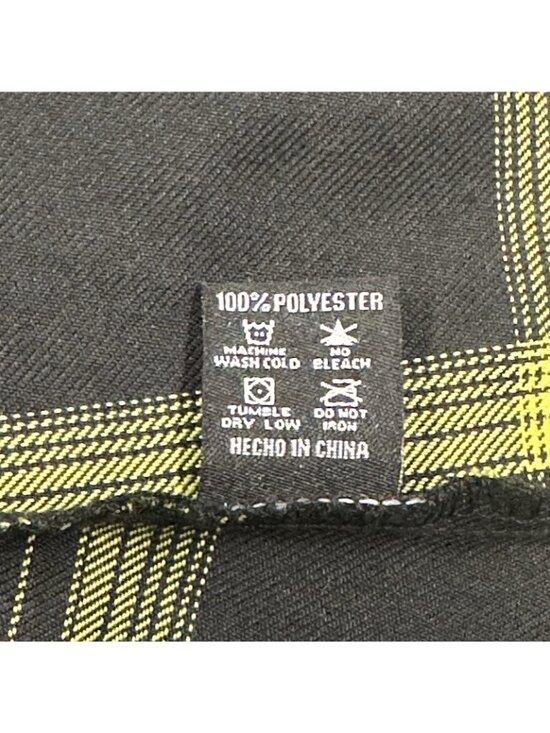 100% POLYESTER
MACHINE WASH COLD
NO BLEACH
TUMBLE DRY LOW
DO NOT IRON
HECHO IN CHINA